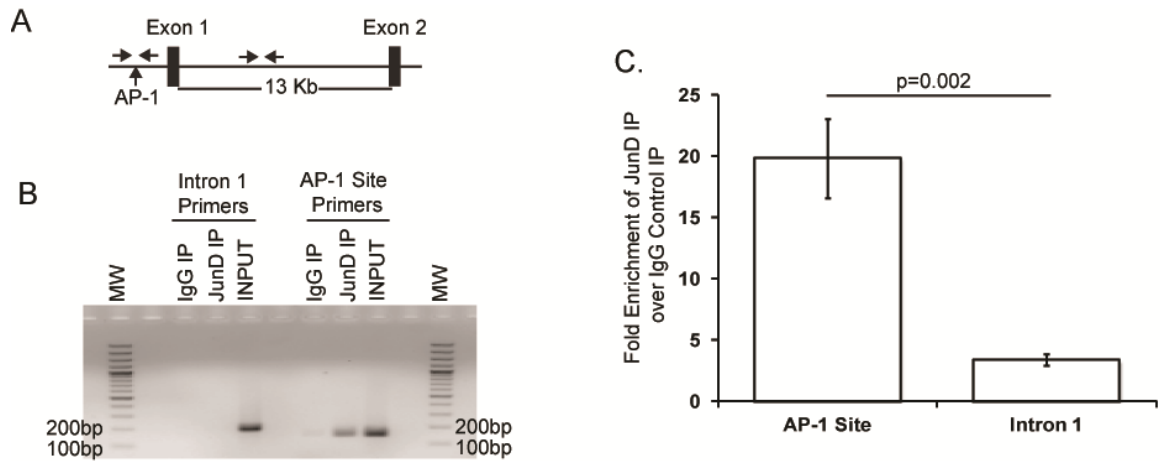 A
Exon 1
Exon 2
AP-1
13 Kb
B
Intron 1
Primers
AP-1 Site
Primers
MW
IgG IP
JunD IP
INPUT
IgG IP
JunD IP
INPUT
MW
200bp
100bp
200bp
100bp
C.
p=0.002
Fold Enrichment of JunD IP
over IgG Control IP
25
20
15
10
5
0
AP-1 Site
Intron 1